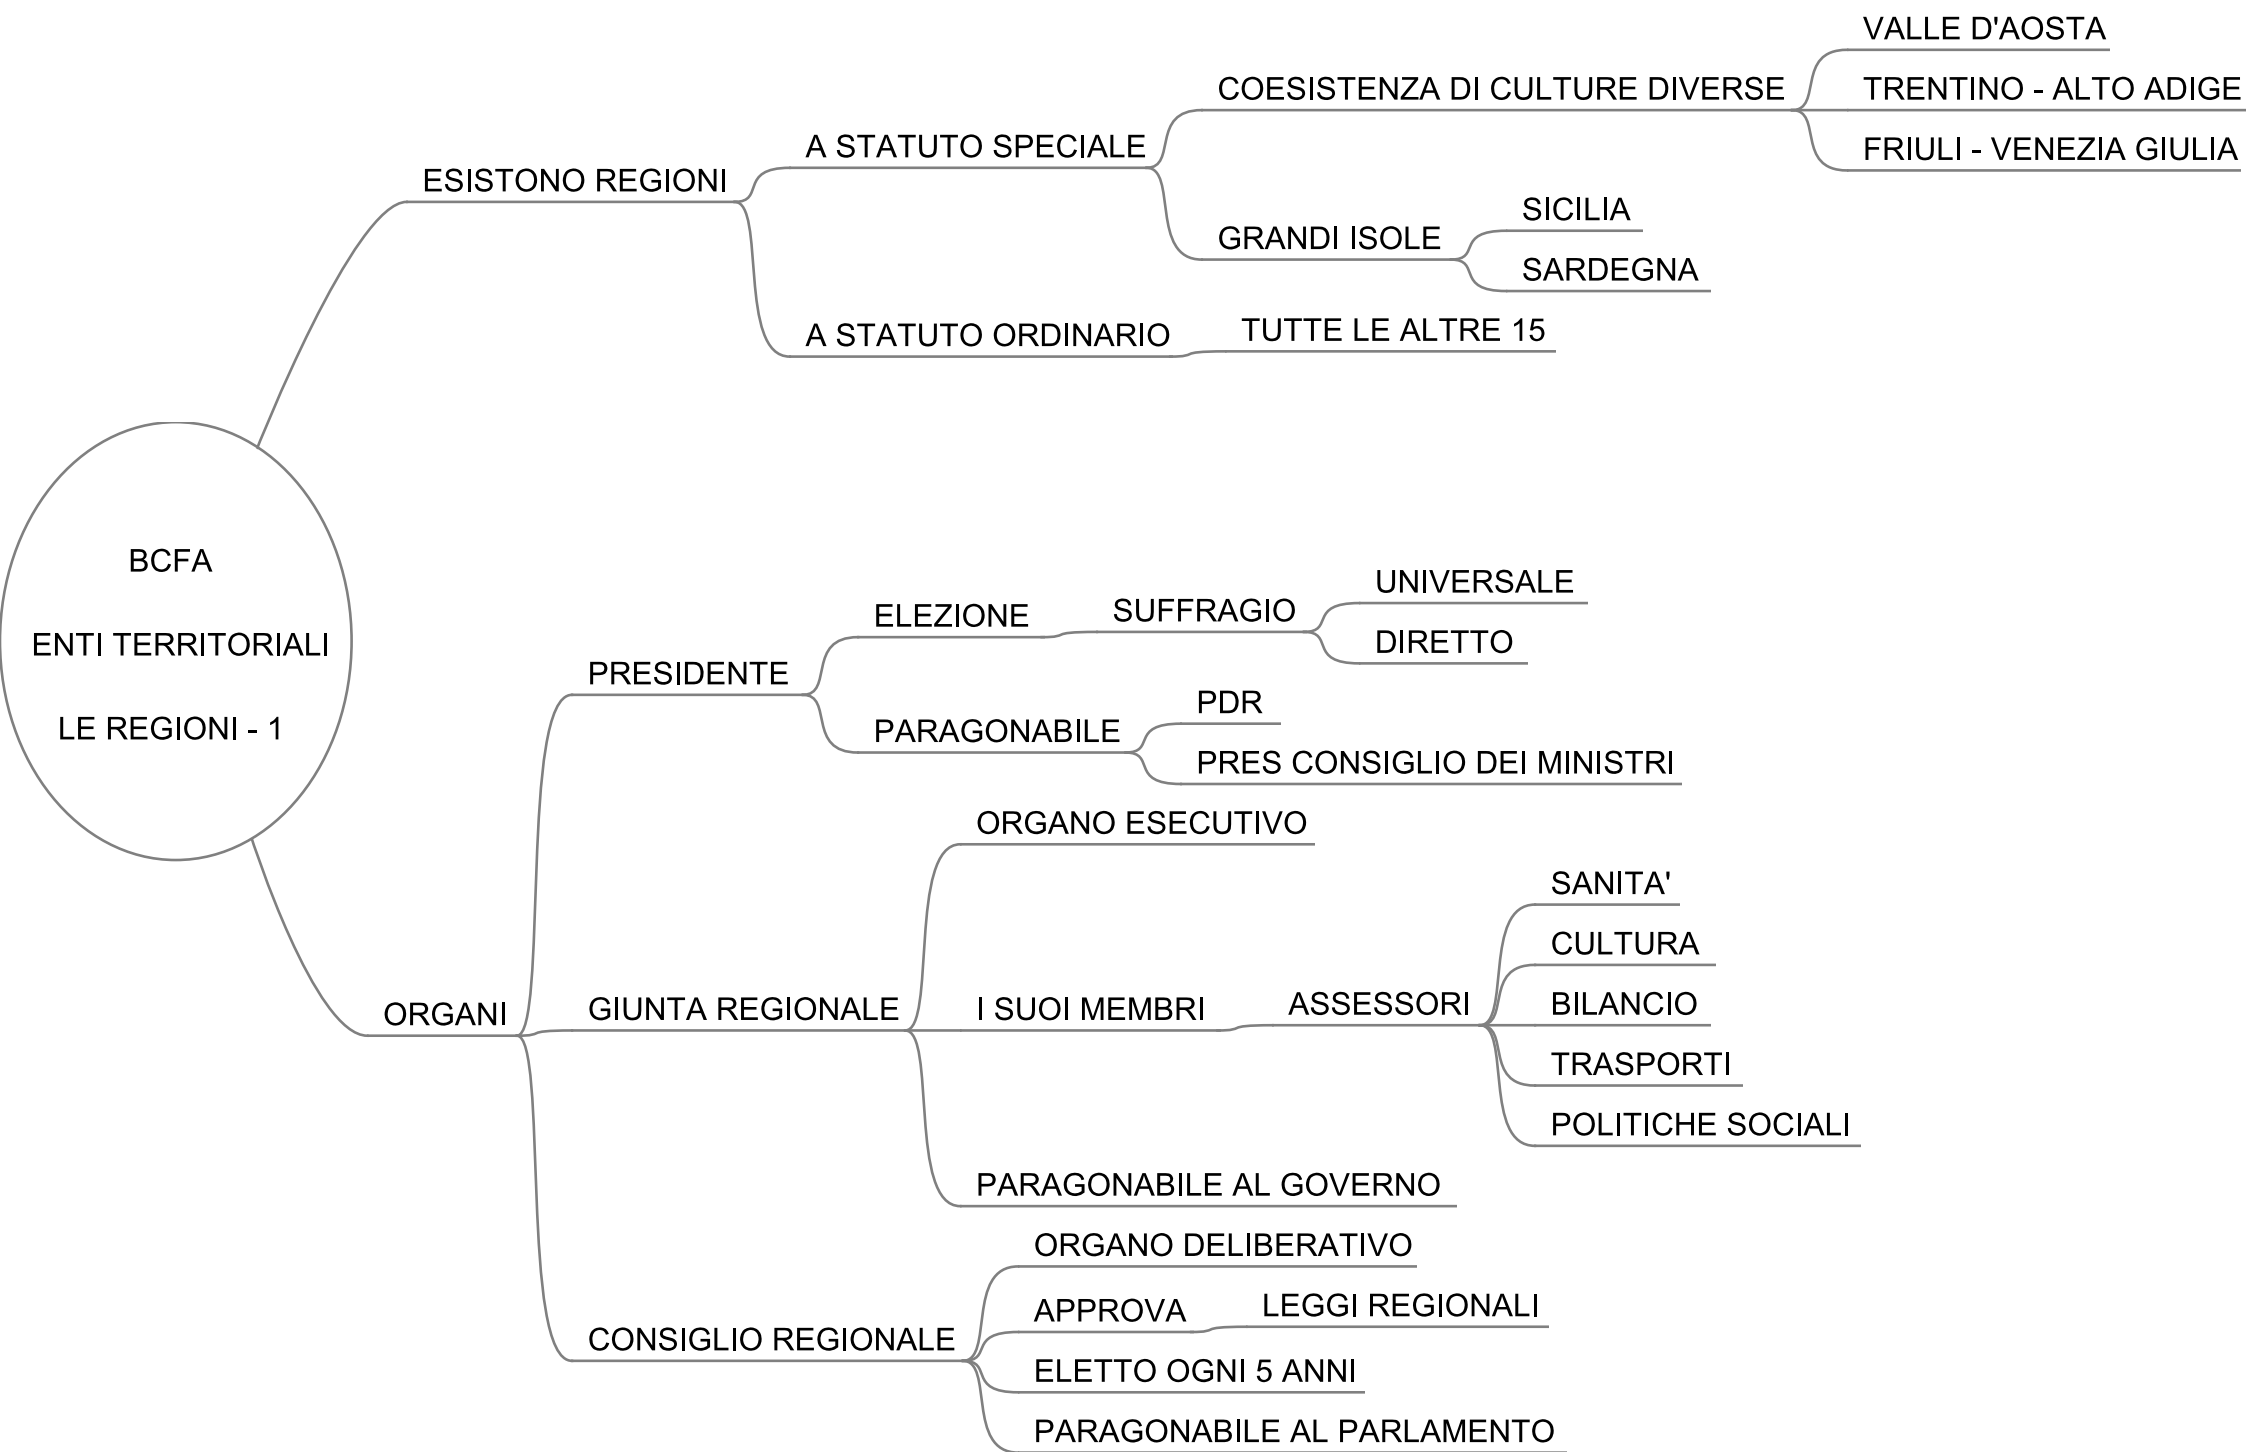 BCFA
ENTI TERRITORIALI
LE REGIONI - 1
ESISTONO REGIONI
A STATUTO SPECIALE
COESISTENZA DI CULTURE DIVERSE
VALLE D'AOSTA
TRENTINO - ALTO ADIGE
FRIULI - VENEZIA GIULIA
GRANDI ISOLE
SICILIA
SARDEGNA
A STATUTO ORDINARIO
TUTTE LE ALTRE 15
ORGANI
PRESIDENTE
ELEZIONE
SUFFRAGIO
UNIVERSALE
DIRETTO
PARAGONABILE
PDR
PRES CONSIGLIO DEI MINISTRI
GIUNTA REGIONALE
ORGANO ESECUTIVO
I SUOI MEMBRI
ASSESSORI
SANITA'
CULTURA
BILANCIO
TRASPORTI
POLITICHE SOCIALI
PARAGONABILE AL GOVERNO
CONSIGLIO REGIONALE
ORGANO DELIBERATIVO
APPROVA
LEGGI REGIONALI
ELETTO OGNI 5 ANNI
PARAGONABILE AL PARLAMENTO